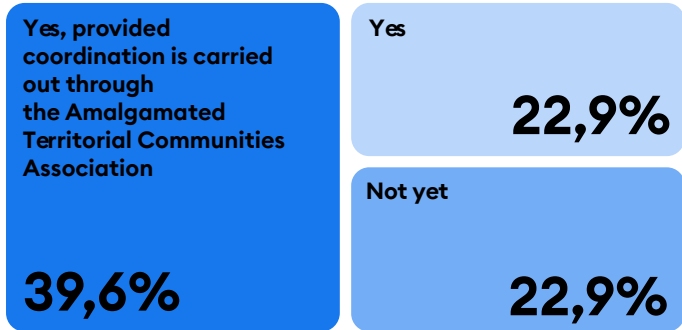 Yes, provided
coordination is carried
out through
the Amalgamated
Territorial Communities
Association
39,6%
Yes
22,9%
Not yet
22,9%